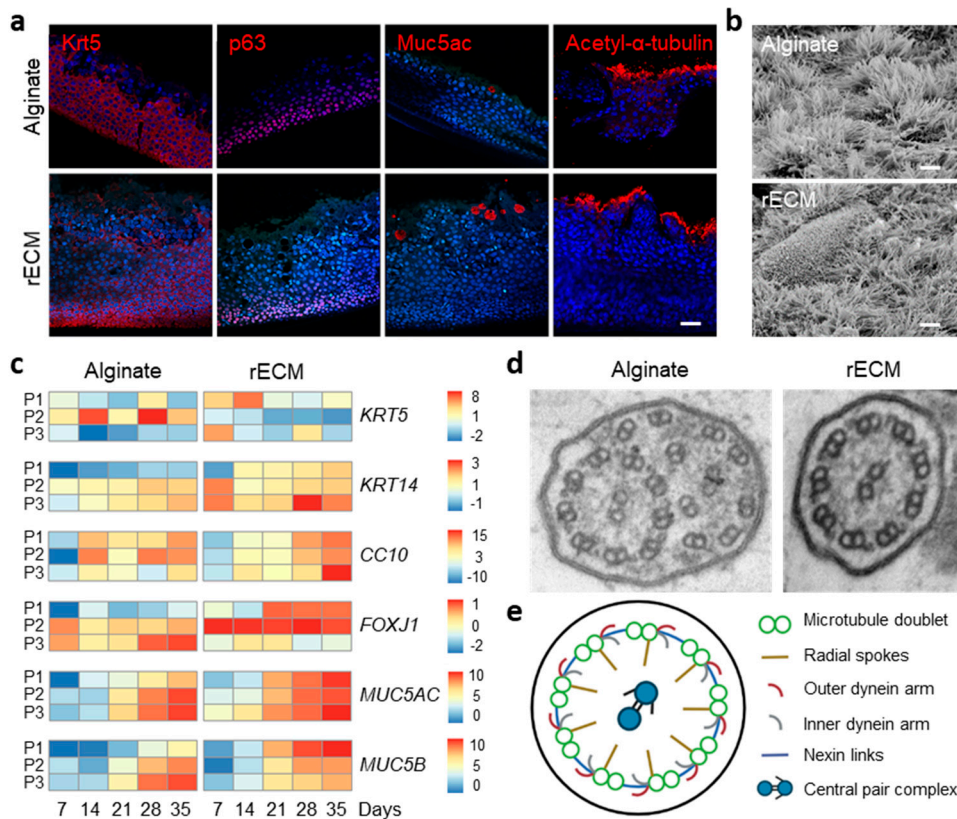 a
Krt5 p63 Muc5ac Acetyl-α-tubulin
Alginate
rECM
b
Alginate
rECM
c
Alginate rECM
P1
P2
P3
KRT5
8
1
-2
P1
P2
P3
KRT14
3
1
-1
P1
P2
P3
CC10
15
3
-10
P1
P2
P3
FOXJ1
1
0
-2
P1
P2
P3
MUC5AC
10
5
0
P1
P2
P3
MUC5B
10
5
0
7 14 21 28 35 7 14 21 28 35 Days
d
Alginate rECM
e
Microtubule doublet
Radial spokes
Outer dynein arm
Inner dynein arm
Nexin links
Central pair complex